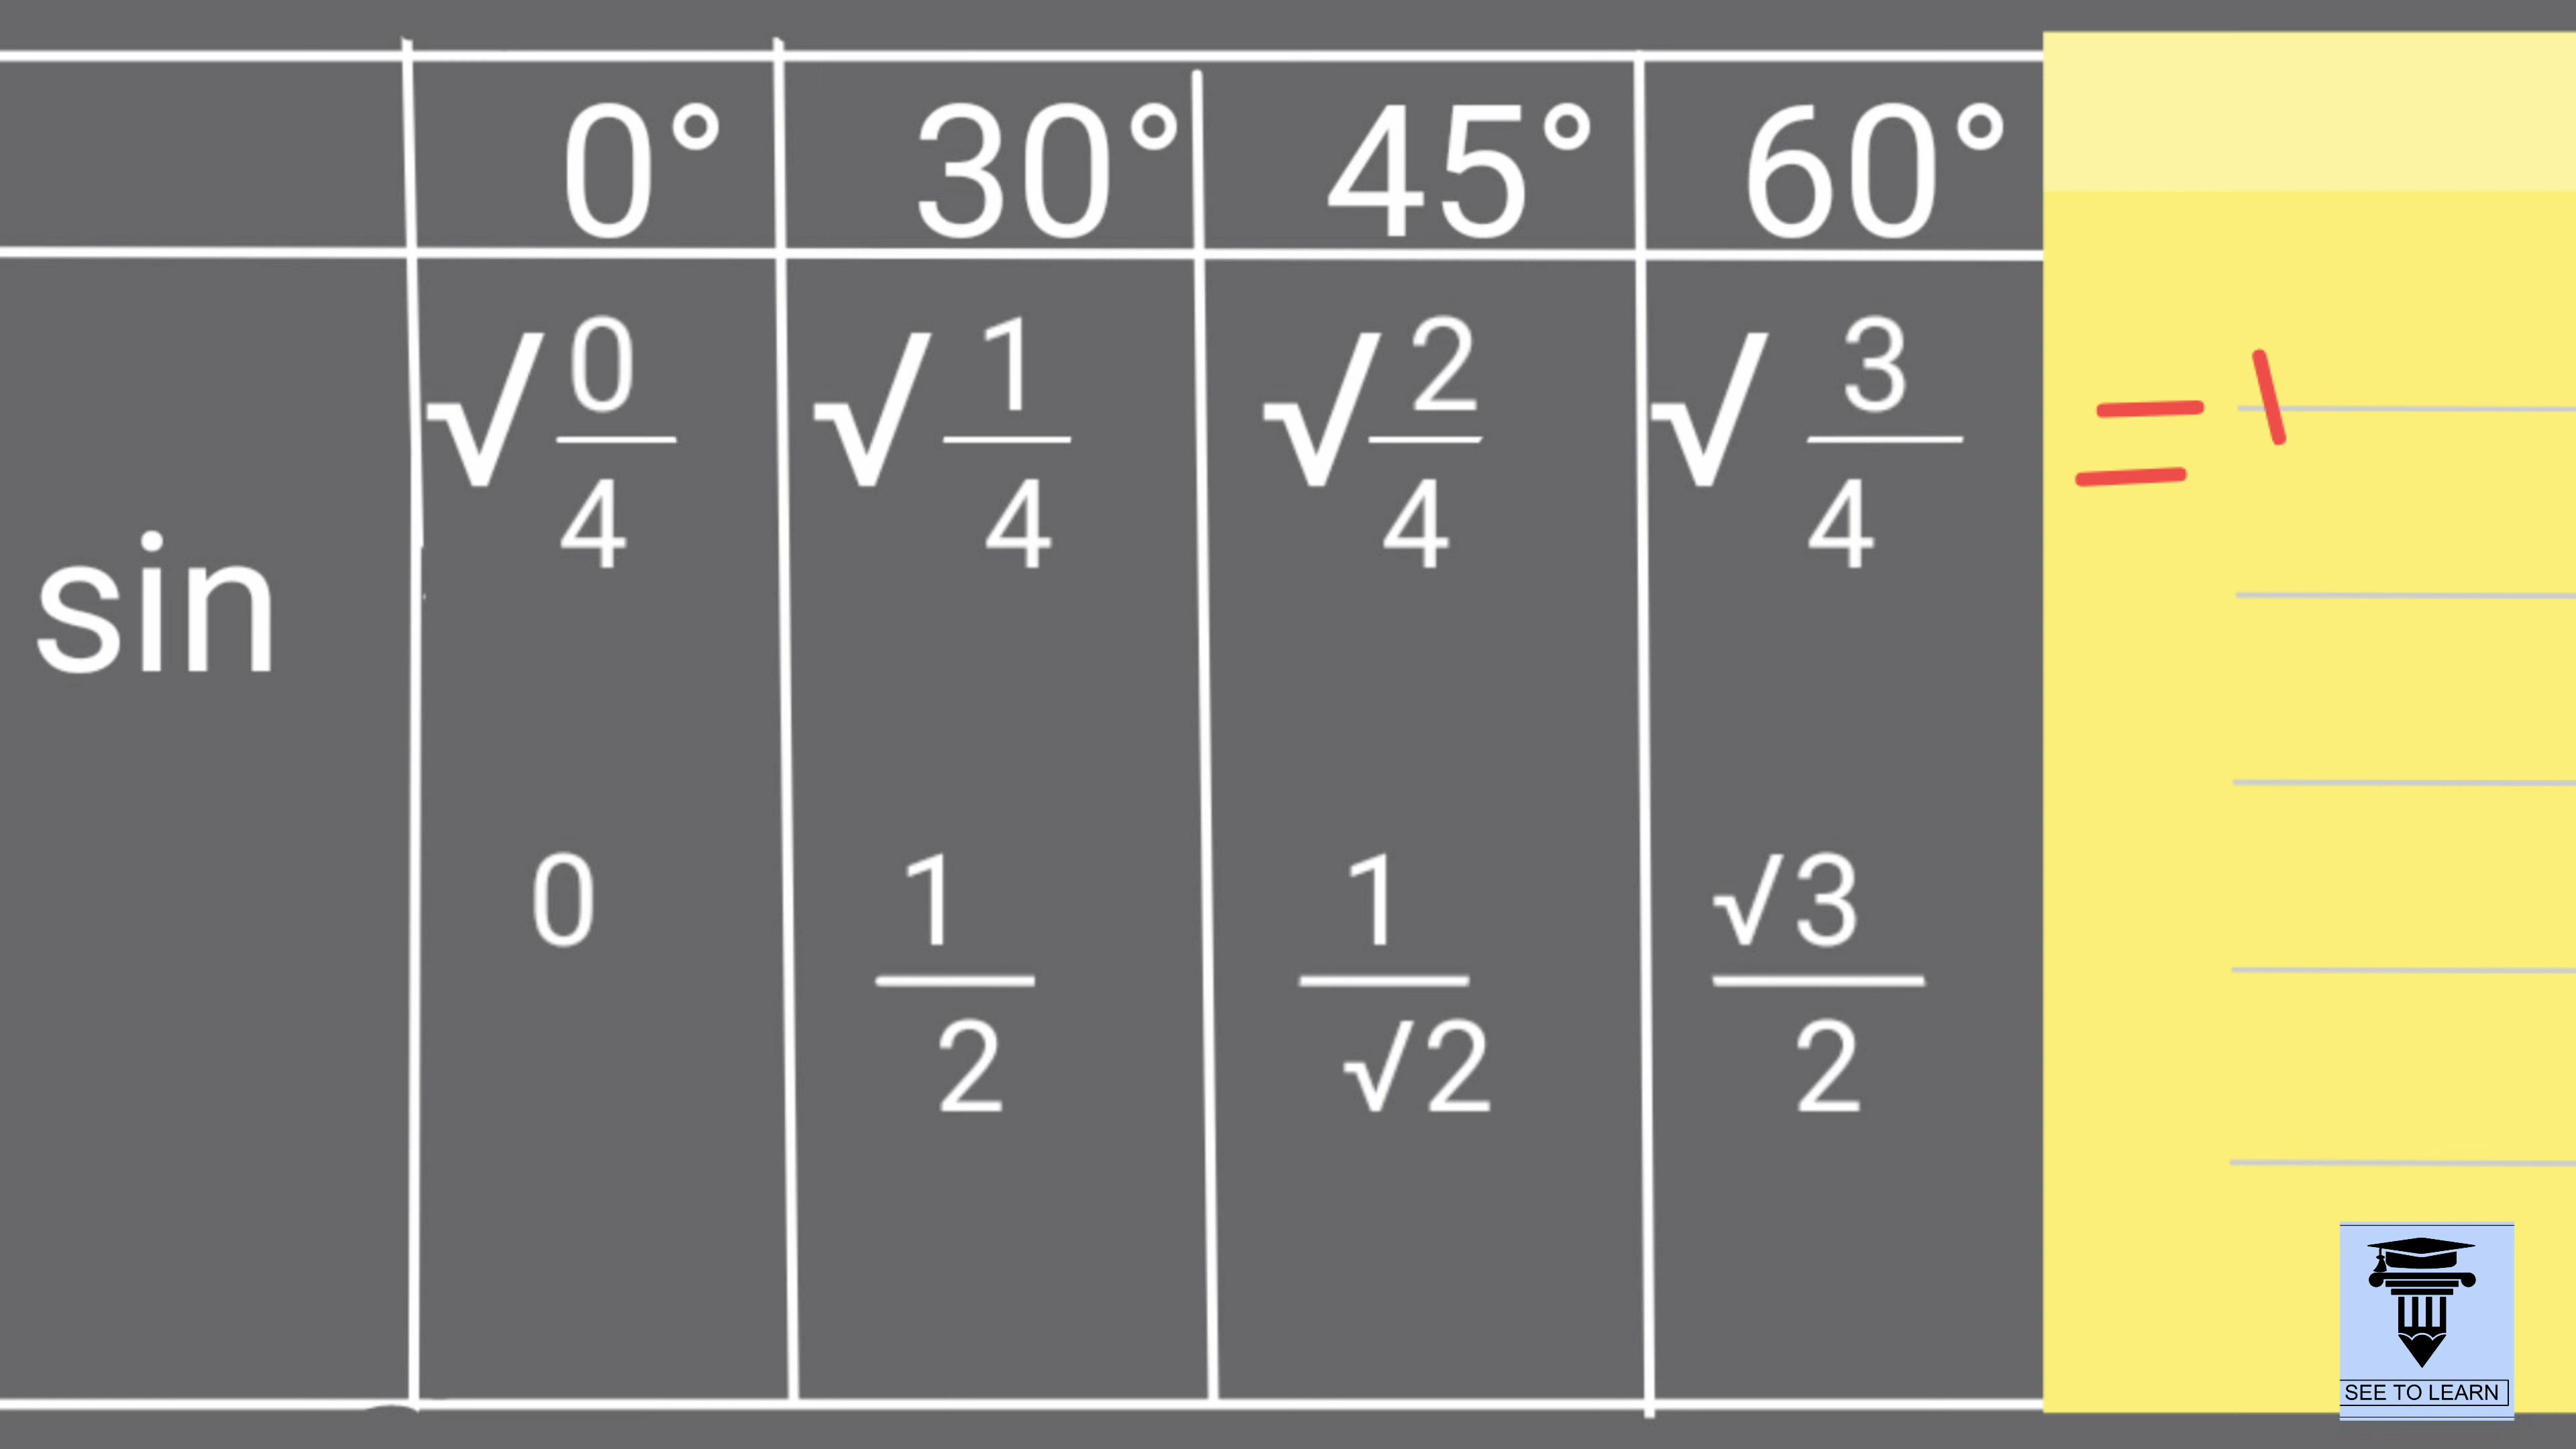 0° 30° 45° 60°
sin
√0/4 √1/4 √2/4 √3/4
= \
0 1/2 1/√2 √3/2
SEE TO LEARN